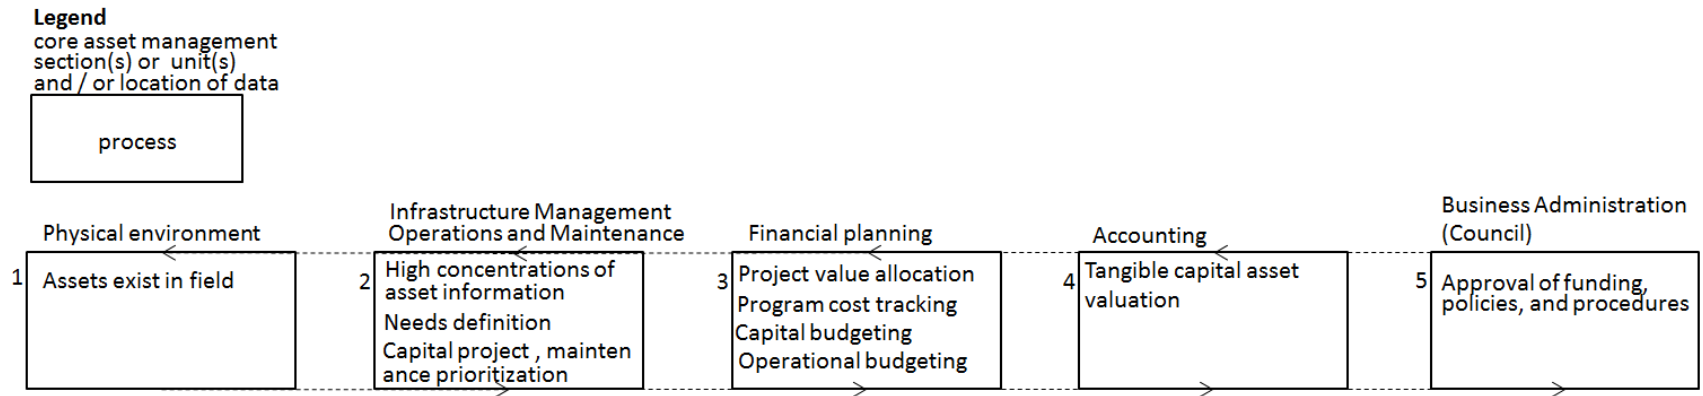 Legend
core asset management
section(s) or unit(s)
and / or location of data
process
Physical environment
1
Assets exist in field
Infrastructure Management
Operations and Maintenance
2
High concentrations of
asset information
Needs definition
Capital project , mainten
ance prioritization
Financial planning
3
Project value allocation
Program cost tracking
Capital budgeting
Operational budgeting
Accounting
4
Tangible capital asset
valuation
Business Administration
(Council)
5
Approval of funding,
policies, and procedures